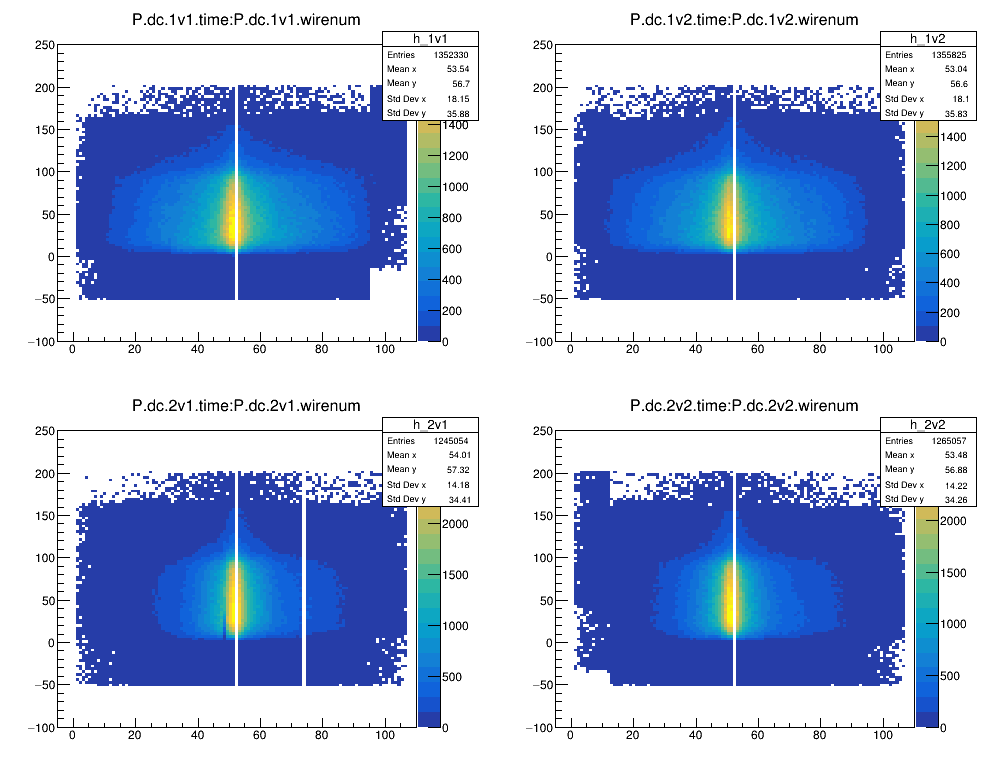 P.dc.1v1.time:P.dc.1v1.wirenum
h_1v1
Entries 1352330
Mean x 53.54
Mean y 56.7
Std Dev x 18.15
Std Dev y 35.88
250
200
150
100
50
0
−50
−100
0 20 40 60 80 100
1400
1200
1000
800
600
400
200
0
P.dc.1v2.time:P.dc.1v2.wirenum
h_1v2
Entries 1355825
Mean x 53.04
Mean y 56.6
Std Dev x 18.1
Std Dev y 35.83
250
200
150
100
50
0
−50
−100
0 20 40 60 80 100
1400
1200
1000
800
600
400
200
0
P.dc.2v1.time:P.dc.2v1.wirenum
h_2v1
Entries 1245054
Mean x 54.01
Mean y 57.32
Std Dev x 14.18
Std Dev y 34.41
250
200
150
100
50
0
−50
−100
0 20 40 60 80 100
2000
1500
1000
500
0
P.dc.2v2.time:P.dc.2v2.wirenum
h_2v2
Entries 1265057
Mean x 53.48
Mean y 56.88
Std Dev x 14.22
Std Dev y 34.26
250
200
150
100
50
0
−50
−100
0 20 40 60 80 100
2000
1500
1000
500
0